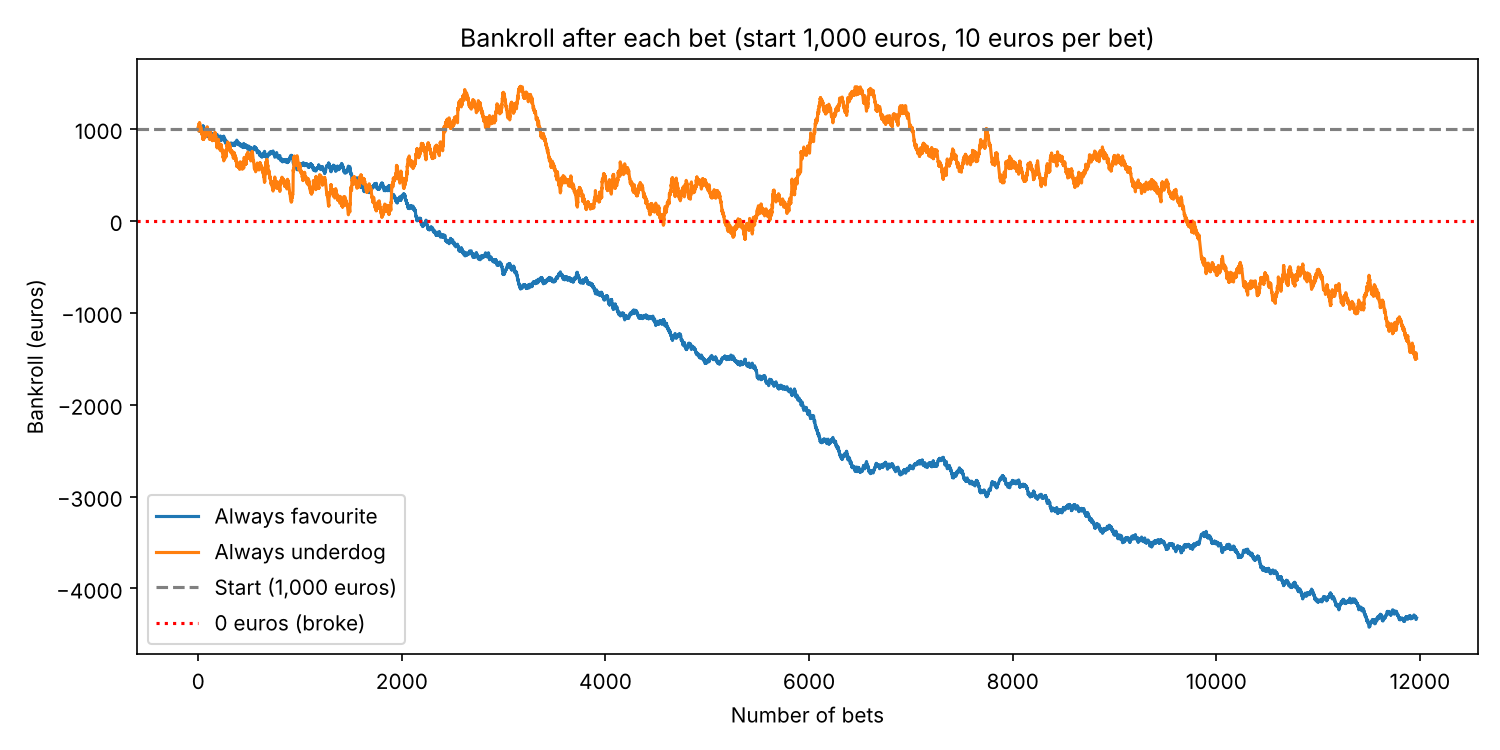 Bankroll after each bet (start 1,000 euros, 10 euros per bet)
Bankroll (euros)
1000
0
−1000
−2000
−3000
−4000
Always favourite
Always underdog
Start (1,000 euros)
0 euros (broke)
0 2000 4000 6000 8000 10000 12000
Number of bets